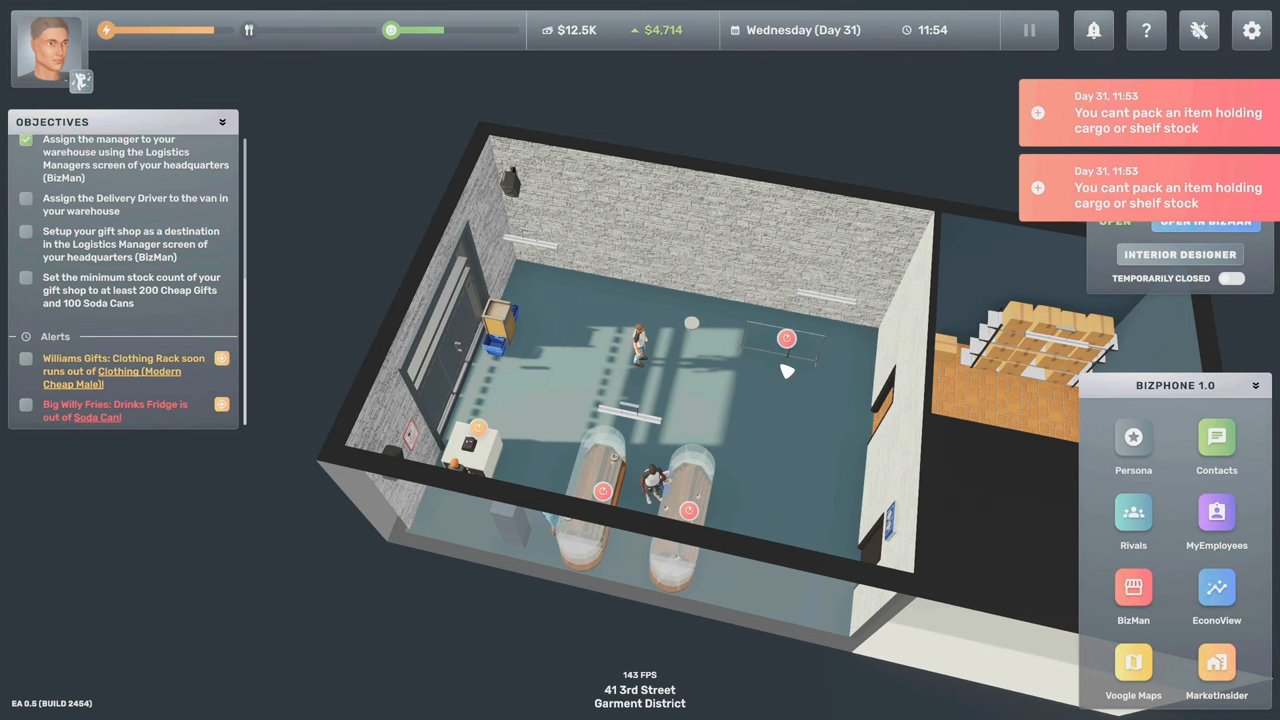 $12.5K
$4,714
Wednesday (Day 31)
11:54
?
OBJECTIVES
Assign the manager to your
warehouse using the Logistics
Managers screen of your headquarters
(BizMan)
Assign the Delivery Driver to the van in
your warehouse
Setup your gift shop as a destination
in the Logistics Manager screen of
your headquarters (BizMan)
Set the minimum stock count of your
gift shop to at least 200 Cheap Gifts
and 100 Soda Cans
Alerts
Williams Gifts: Clothing Rack soon
runs out of Clothing (Modern
Cheap Male)!
Big Willy Fries: Drinks Fridge is
out of Soda Can!
Day 31, 11:53
You cant pack an item holding
cargo or shelf stock
Day 31, 11:53
You cant pack an item holding
cargo or shelf stock
OPEN
OPEN IN BIZMAN
INTERIOR DESIGNER
TEMPORARILY CLOSED
BIZPHONE 1.0
Persona
Contacts
Rivals
MyEmployees
BizMan
EconoView
Voogle Maps
MarketInsider
143 FPS
41 3rd Street
Garment District
EA 0.5 (BUILD 2454)